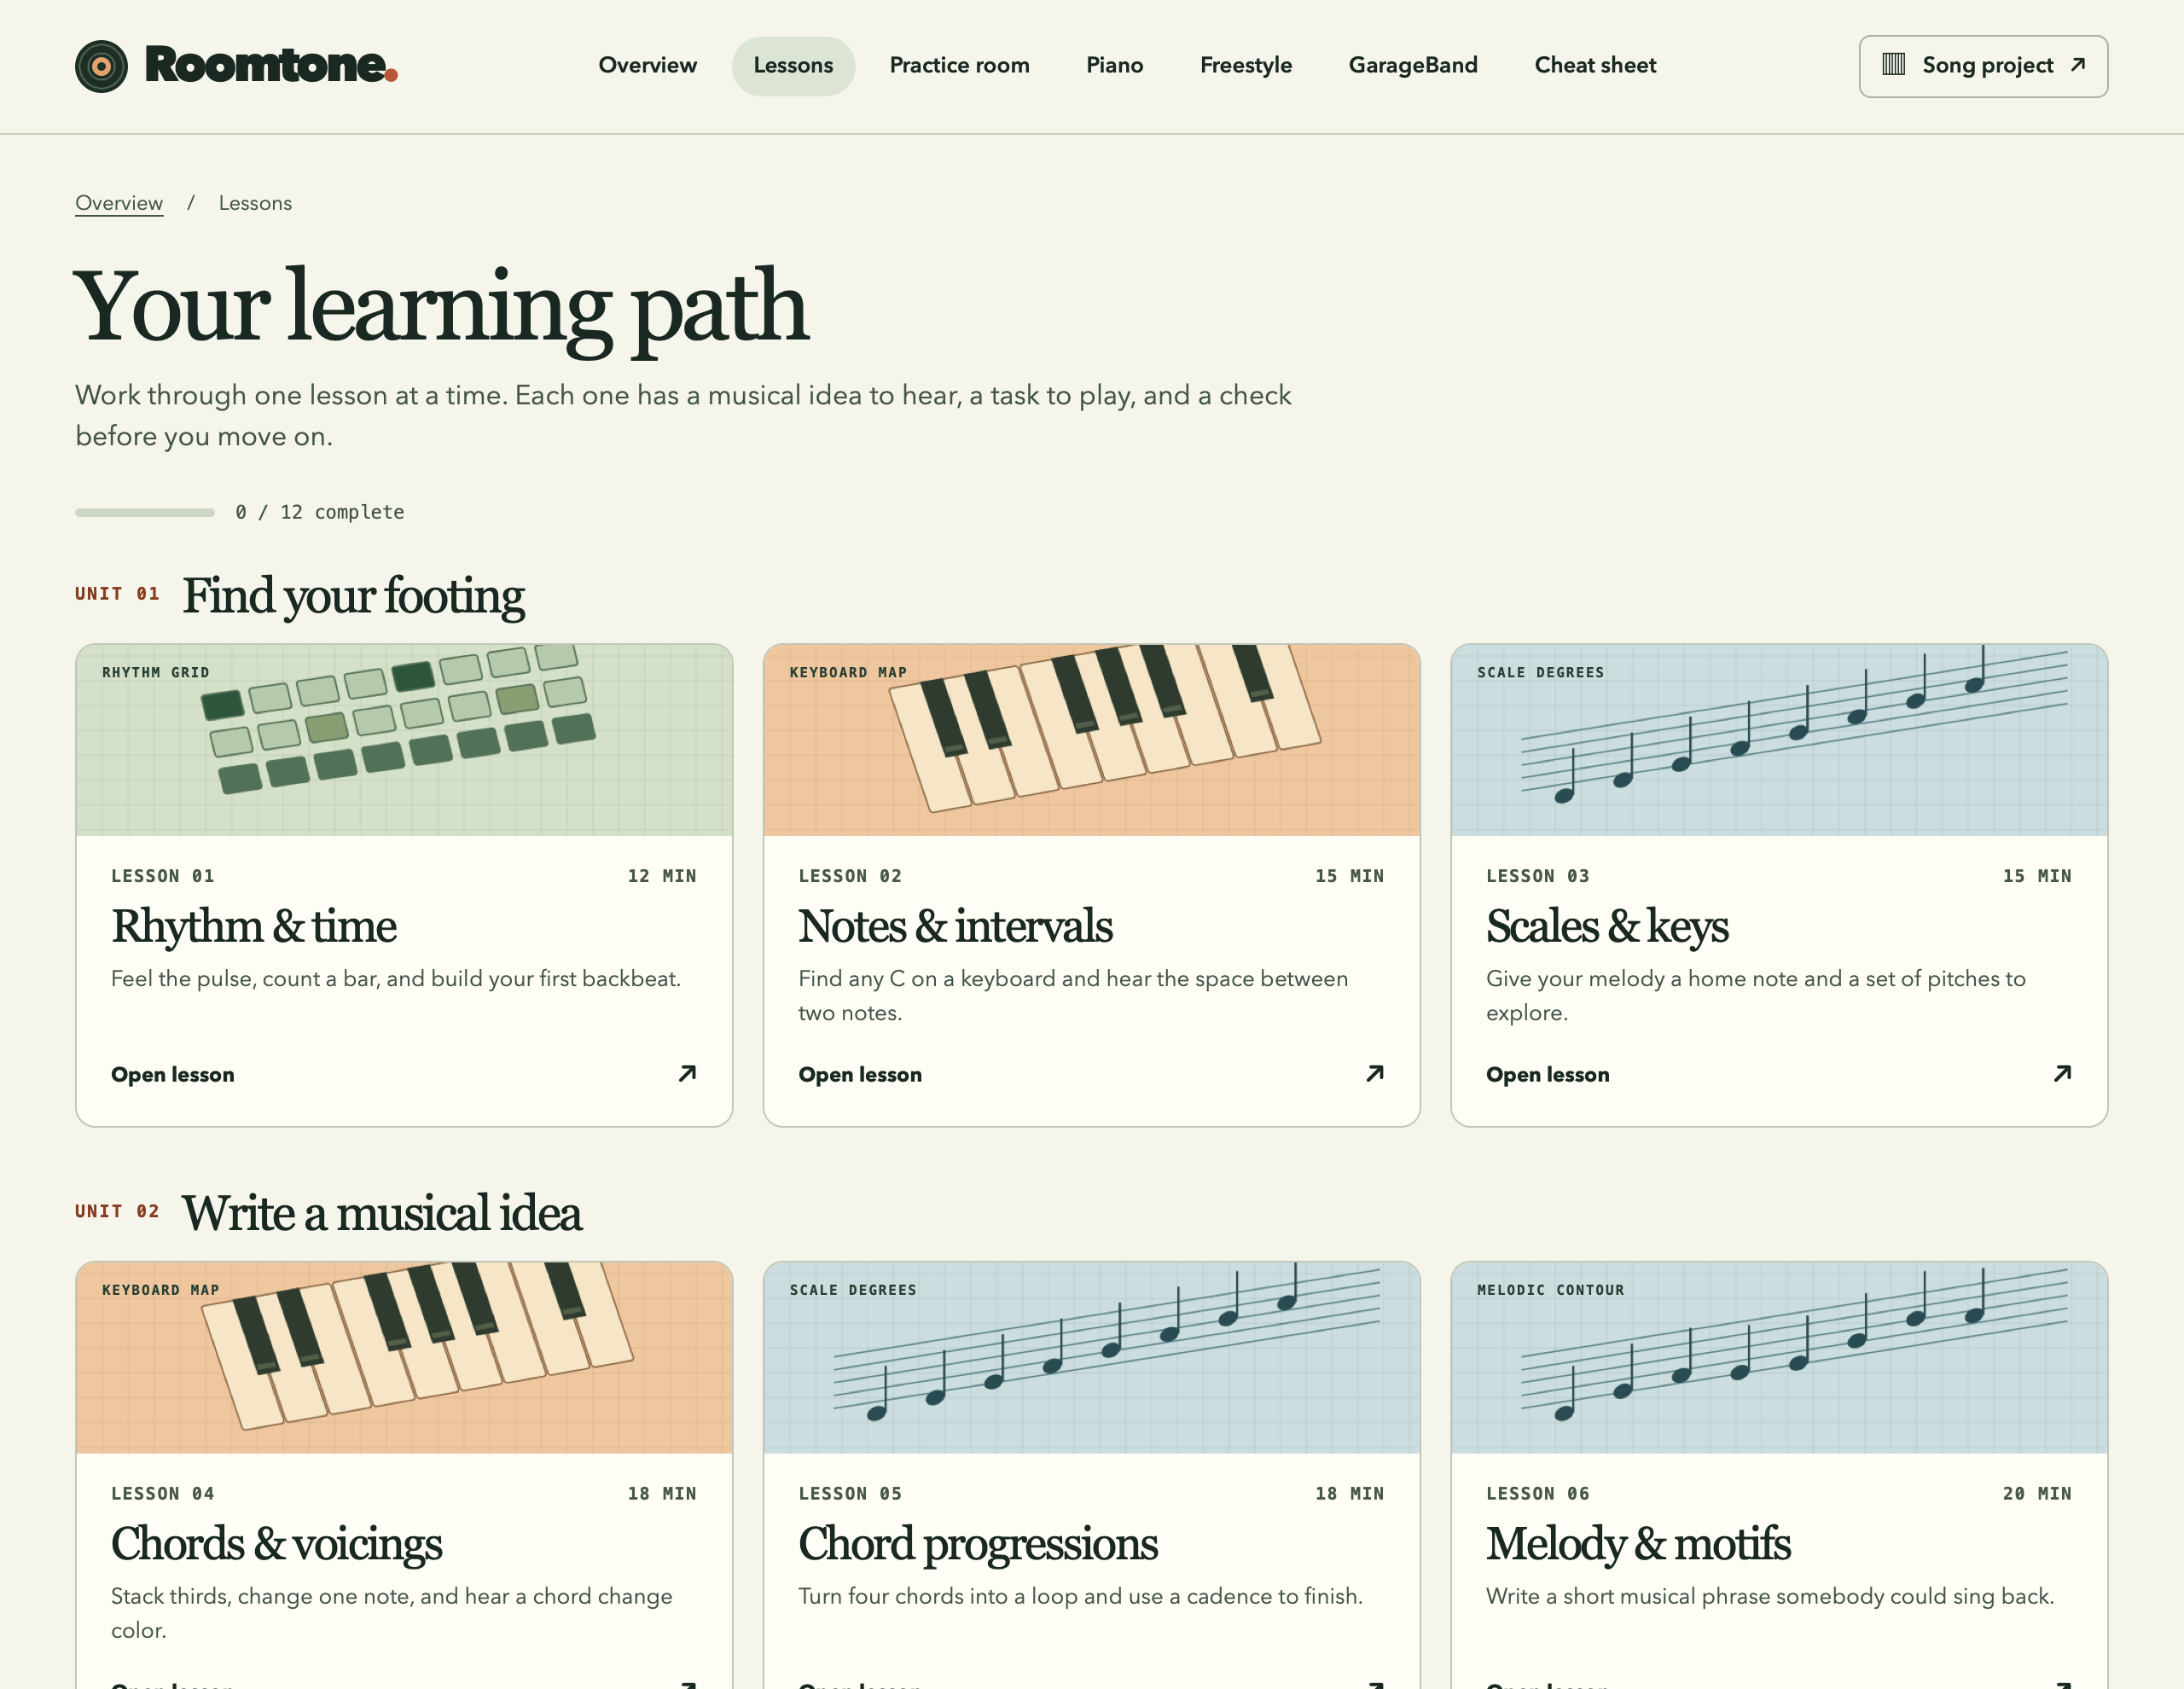 Roomtone.
Overview
Lessons
Practice room
Piano
Freestyle
GarageBand
Cheat sheet
Song project
Overview / Lessons
Your learning path
Work through one lesson at a time. Each one has a musical idea to hear, a task to play, and a check
before you move on.
0 / 12 complete
UNIT 01 Find your footing
RHYTHM GRID
LESSON 01 12 MIN
Rhythm & time
Feel the pulse, count a bar, and build your first backbeat.
Open lesson
KEYBOARD MAP
LESSON 02 15 MIN
Notes & intervals
Find any C on a keyboard and hear the space between
two notes.
Open lesson
SCALE DEGREES
LESSON 03 15 MIN
Scales & keys
Give your melody a home note and a set of pitches to
explore.
Open lesson
UNIT 02 Write a musical idea
KEYBOARD MAP
LESSON 04 18 MIN
Chords & voicings
Stack thirds, change one note, and hear a chord change
color.
SCALE DEGREES
LESSON 05 18 MIN
Chord progressions
Turn four chords into a loop and use a cadence to finish.
MELODIC CONTOUR
LESSON 06 20 MIN
Melody & motifs
Write a short musical phrase somebody could sing back.